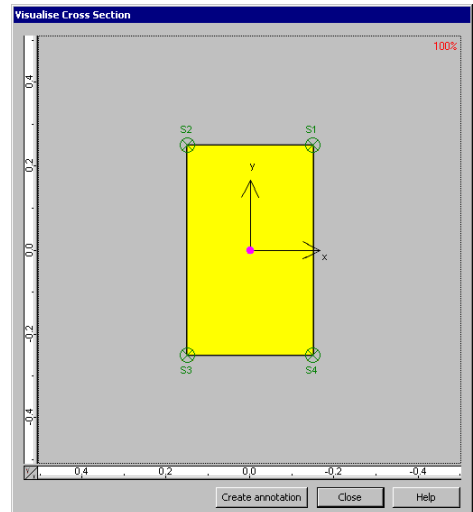 Visualise Cross Section
100%
0,4
S2
S1
0,2
y
0,0
x
-0,2
S3
S4
-0,4
y
0,4
0,2
0,0
-0,2
-0,4
Create annotation
Close
Help